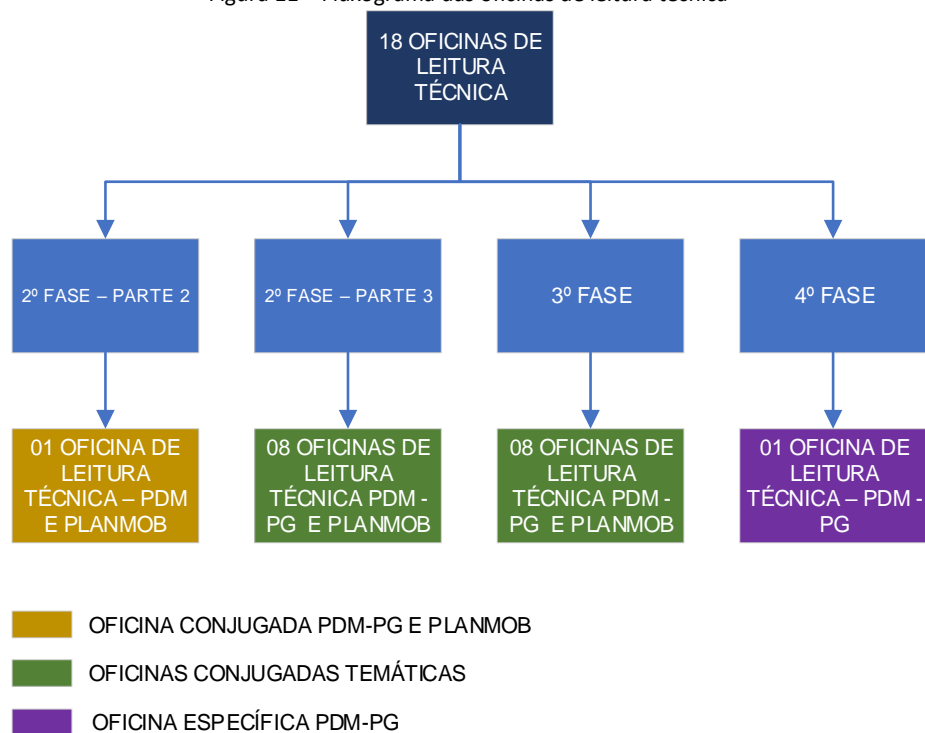 18 OFICINAS DE
LEITURA
TÉCNICA
2º FASE – PARTE 2
2º FASE – PARTE 3
3º FASE
4º FASE
01 OFICINA DE
LEITURA
TÉCNICA – PDM
E PLANMOB
08 OFICINAS DE
LEITURA
TÉCNICA PDM -
PG E PLANMOB
08 OFICINAS DE
LEITURA
TÉCNICA PDM -
PG E PLANMOB
01 OFICINA DE
LEITURA
TÉCNICA – PDM -
PG
OFICINA CONJUGADA PDM-PG E PLANMOB
OFICINAS CONJUGADAS TEMÁTICAS
OFICINA ESPECÍFICA PDM-PG